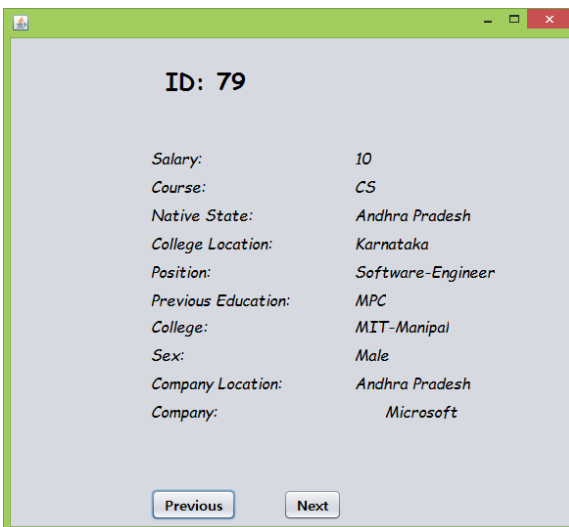 ID: 79
Salary: 10
Course: CS
Native State: Andhra Pradesh
College Location: Karnataka
Position: Software-Engineer
Previous Education: MPC
College: MIT-Manipal
Sex: Male
Company Location: Andhra Pradesh
Company: Microsoft
Previous Next